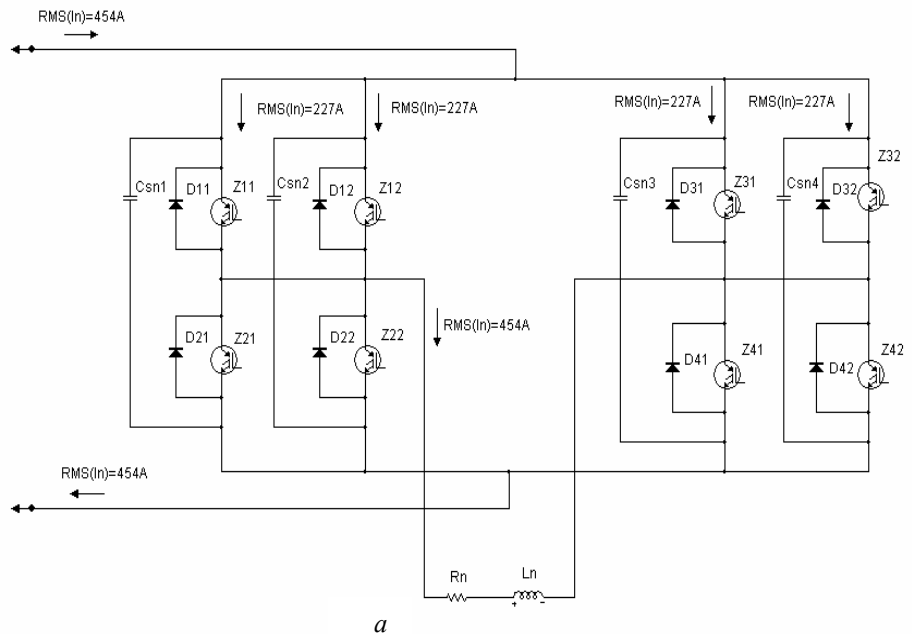 RMS(In)=454A
RMS(In)=227A
RMS(In)=227A
RMS(In)=227A
RMS(In)=227A
Csn1
D11
Z11
Csn2
D12
Z12
Csn3
D31
Z31
Csn4
D32
Z32
RMS(In)=454A
D21
Z21
D22
Z22
D41
Z41
D42
Z42
RMS(In)=454A
Rn
Ln
+ -
a